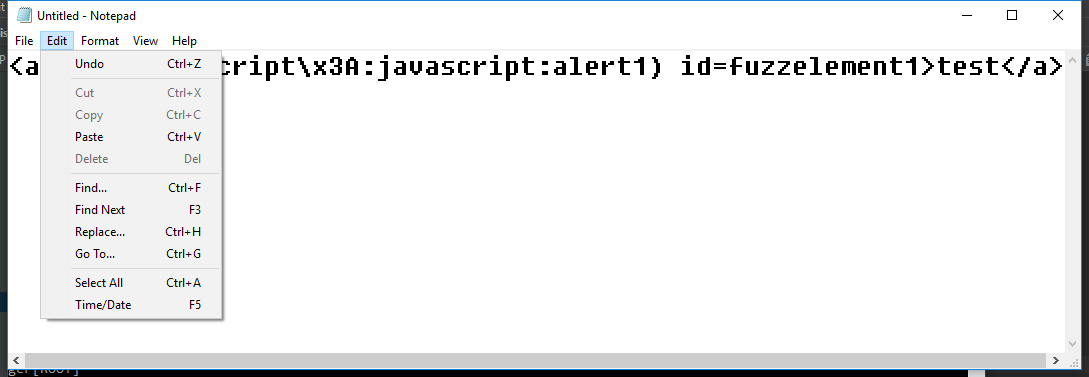 Untitled - Notepad
File Edit Format View Help
<a cript\x3A:javascript:alert1) id=fuzzelement1>test</a>
Undo Ctrl+Z
Cut Ctrl+X
Copy Ctrl+C
Paste Ctrl+V
Delete Del
Find... Ctrl+F
Find Next F3
Replace... Ctrl+H
Go To... Ctrl+G
Select All Ctrl+A
Time/Date F5